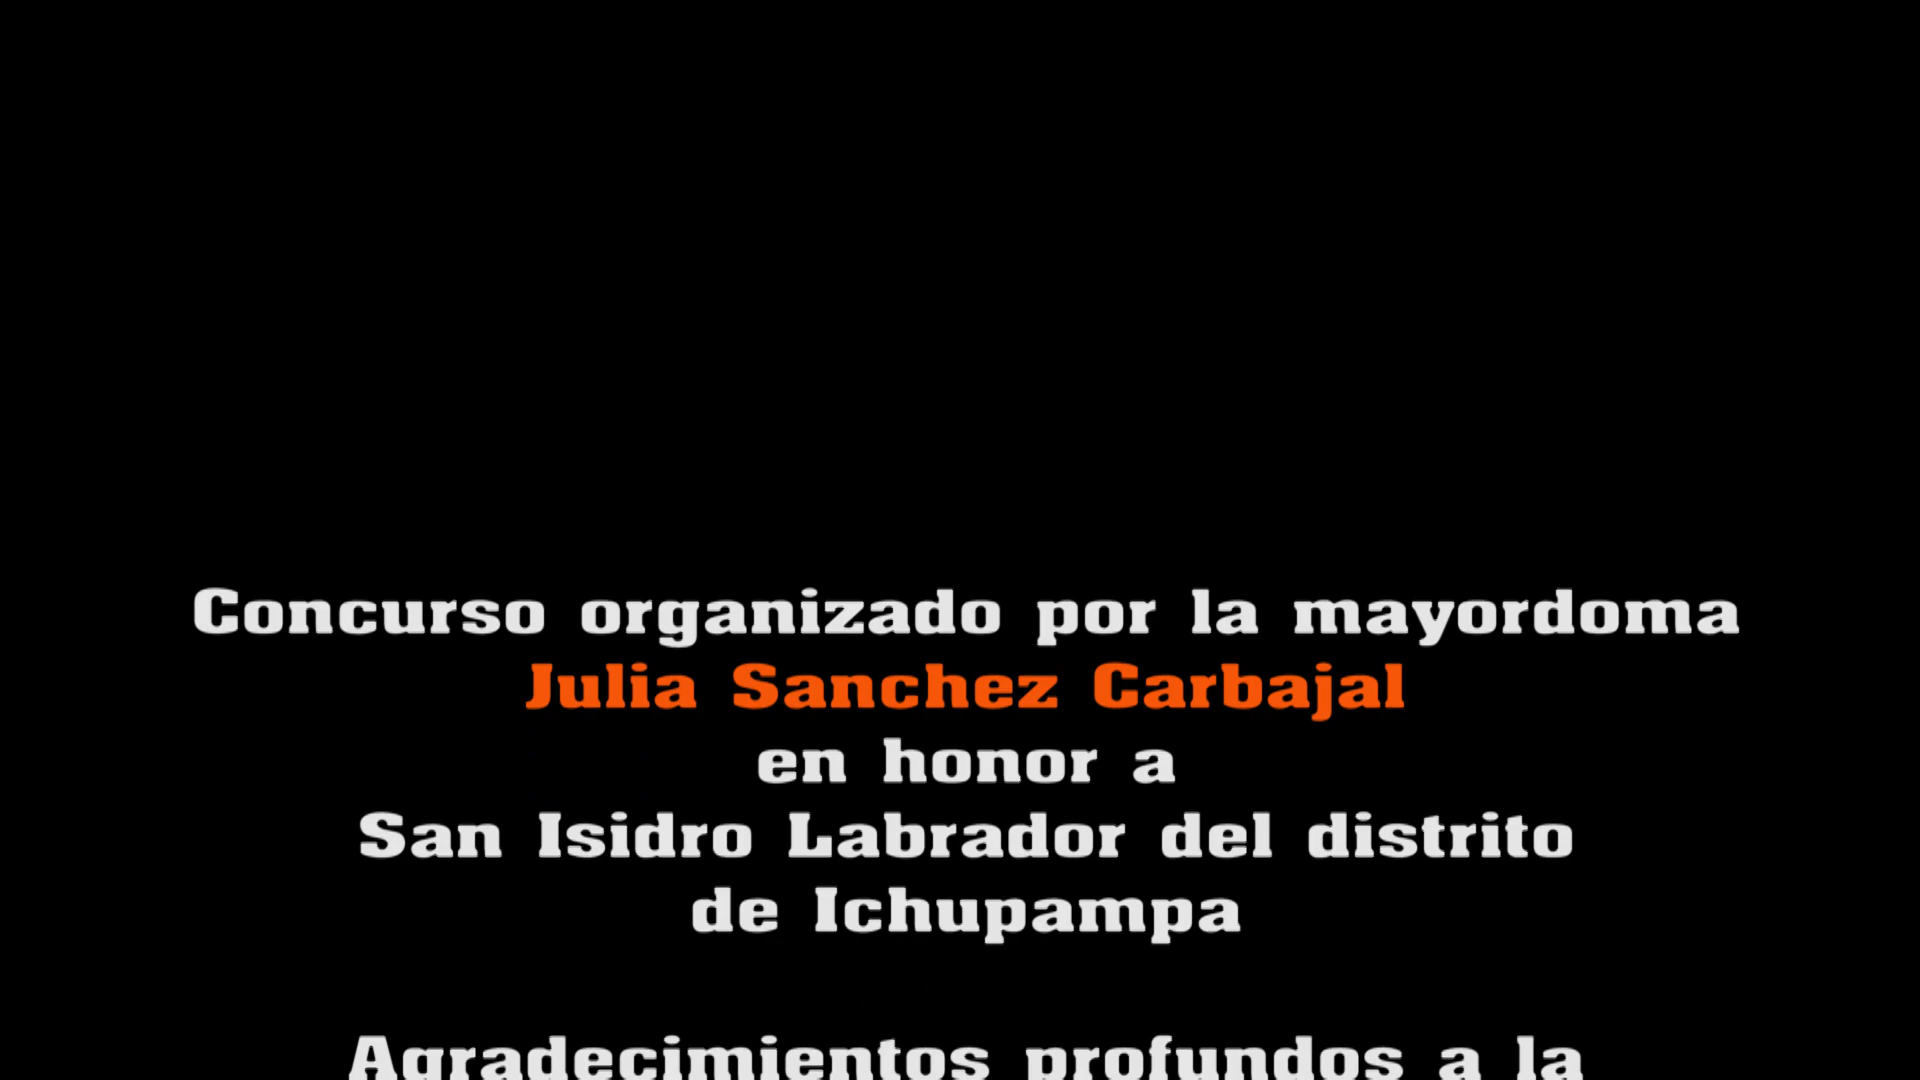 Concurso organizado por la mayordoma
Julia Sanchez Carbajal
en honor a
San Isidro Labrador del distrito
de Ichupampa
Agradecimientos profundos a la